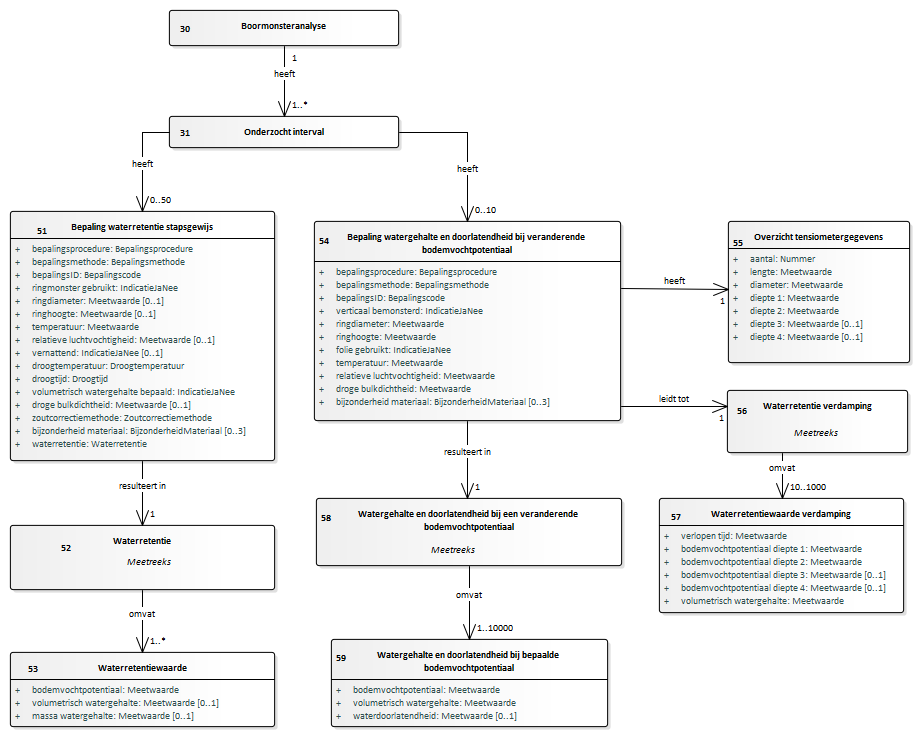 30 Boormonsteranalyse
1
heeft
1..*
31 Onderzocht interval
heeft
0..50
heeft
0..10
51 Bepaling waterretentie stapsgewijs
+ bepalingsprocedure: Bepalingsprocedure
+ bepalingsmethode: Bepalingsmethode
+ bepalingsID: Bepalingscode
+ ringmonster gebruikt: IndicatieJaNee
+ ringdiameter: Meetwaarde [0..1]
+ ringhoogte: Meetwaarde [0..1]
+ temperatuur: Meetwaarde
+ relatieve luchtvochtigheid: Meetwaarde [0..1]
+ vernattend: IndicatieJaNee [0..1]
+ droogtemperatuur: Droogtemperatuur
+ droogtijd: Droogtijd
+ volumetrisch watergehalte bepaald: IndicatieJaNee
+ droge bulkdichtheid: Meetwaarde [0..1]
+ zoutcorrectiemethode: Zoutcorrectiemethode
+ bijzonderheid materiaal: BijzonderheidMateriaal [0..3]
+ waterretentie: Waterretentie
resulteert in
1
52 Waterretentie
Meetreeks
omvat
1..*
53 Waterretentiewaarde
+ bodemvochtpotentiaal: Meetwaarde
+ volumetrisch watergehalte: Meetwaarde [0..1]
+ massa watergehalte: Meetwaarde [0..1]
54 Bepaling watergehalte en doorlatendheid bij veranderende
bodemvochtpotentiaal
+ bepalingsprocedure: Bepalingsprocedure
+ bepalingsmethode: Bepalingsmethode
+ bepalingsID: Bepalingscode
+ verticaal bemonsterd: IndicatieJaNee
+ ringdiameter: Meetwaarde
+ ringhoogte: Meetwaarde
+ folie gebruikt: IndicatieJaNee
+ temperatuur: Meetwaarde
+ relatieve luchtvochtigheid: Meetwaarde
+ droge bulkdichtheid: Meetwaarde
+ bijzonderheid materiaal: BijzonderheidMateriaal [0..3]
heeft
1
55 Overzicht tensiometergegevens
+ aantal: Nummer
+ lengte: Meetwaarde
+ diameter: Meetwaarde
+ diepte 1: Meetwaarde
+ diepte 2: Meetwaarde
+ diepte 3: Meetwaarde [0..1]
+ diepte 4: Meetwaarde [0..1]
leidt tot
1
56 Waterretentie verdamping
Meetreeks
omvat
10..1000
57 Waterretentiewaarde verdamping
+ verlopen tijd: Meetwaarde
+ bodemvochtpotentiaal diepte 1: Meetwaarde
+ bodemvochtpotentiaal diepte 2: Meetwaarde
+ bodemvochtpotentiaal diepte 3: Meetwaarde [0..1]
+ bodemvochtpotentiaal diepte 4: Meetwaarde [0..1]
+ volumetrisch watergehalte: Meetwaarde
resulteert in
1
58 Watergehalte en doorlatendheid bij een veranderende
bodemvochtpotentiaal
Meetreeks
omvat
1..10000
59 Watergehalte en doorlatendheid bij bepaalde
bodemvochtpotentiaal
+ bodemvochtpotentiaal: Meetwaarde
+ volumetrisch watergehalte: Meetwaarde
+ waterdoorlatendheid: Meetwaarde [0..1]